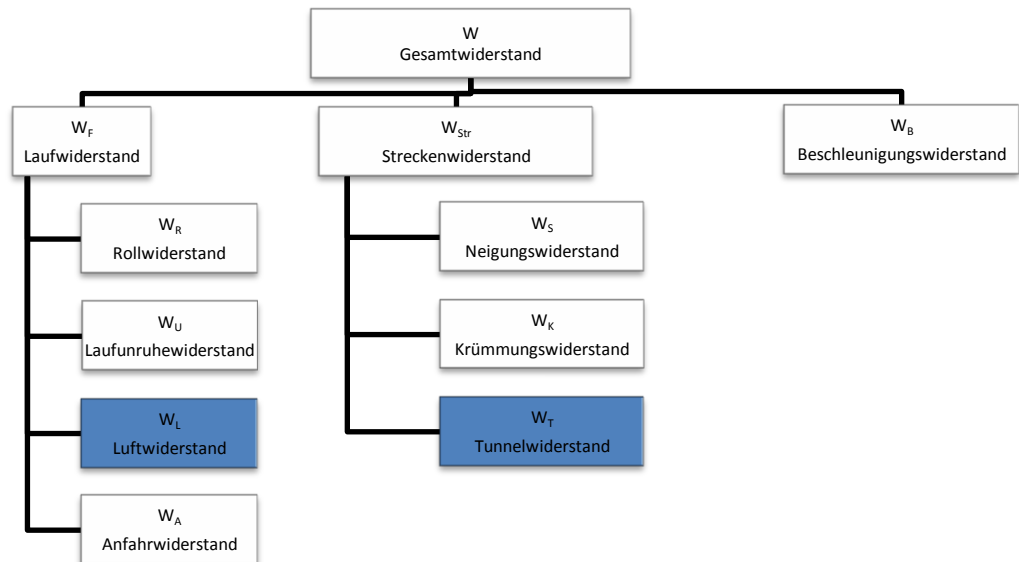 W
Gesamtwiderstand
W_F
Laufwiderstand
W_Str
Streckenwiderstand
W_B
Beschleunigungswiderstand
W_R
Rollwiderstand
W_S
Neigungswiderstand
W_U
Laufunruhewiderstand
W_K
Krümmungswiderstand
W_L
Luftwiderstand
W_T
Tunnelwiderstand
W_A
Anfahrwiderstand